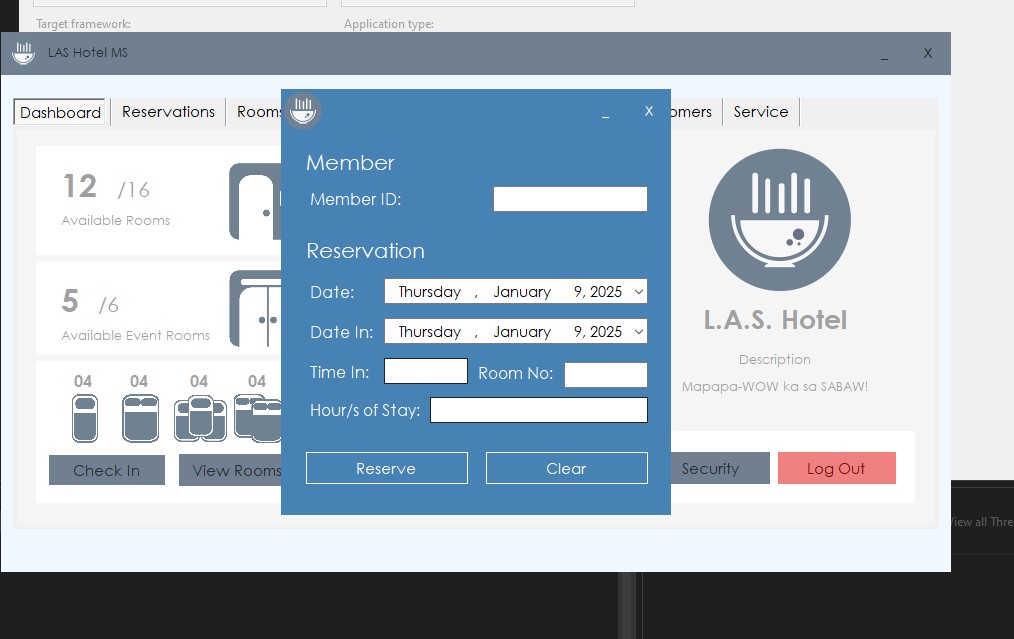 Target framework:
Application type:
LAS Hotel MS
_
X
Dashboard
Reservations
Rooms
Service
12 /16
Available Rooms
5 /6
Available Event Rooms
04 04 04 04
Check In
View Rooms
_
X
Member
Member ID:
Reservation
Date: Thursday , January 9, 2025
Date In: Thursday , January 9, 2025
Time In:
Room No:
Hour/s of Stay:
Reserve
Clear
L.A.S. Hotel
Description
Mapapa-WOW ka sa SABAW!
Security
Log Out
View all Thre